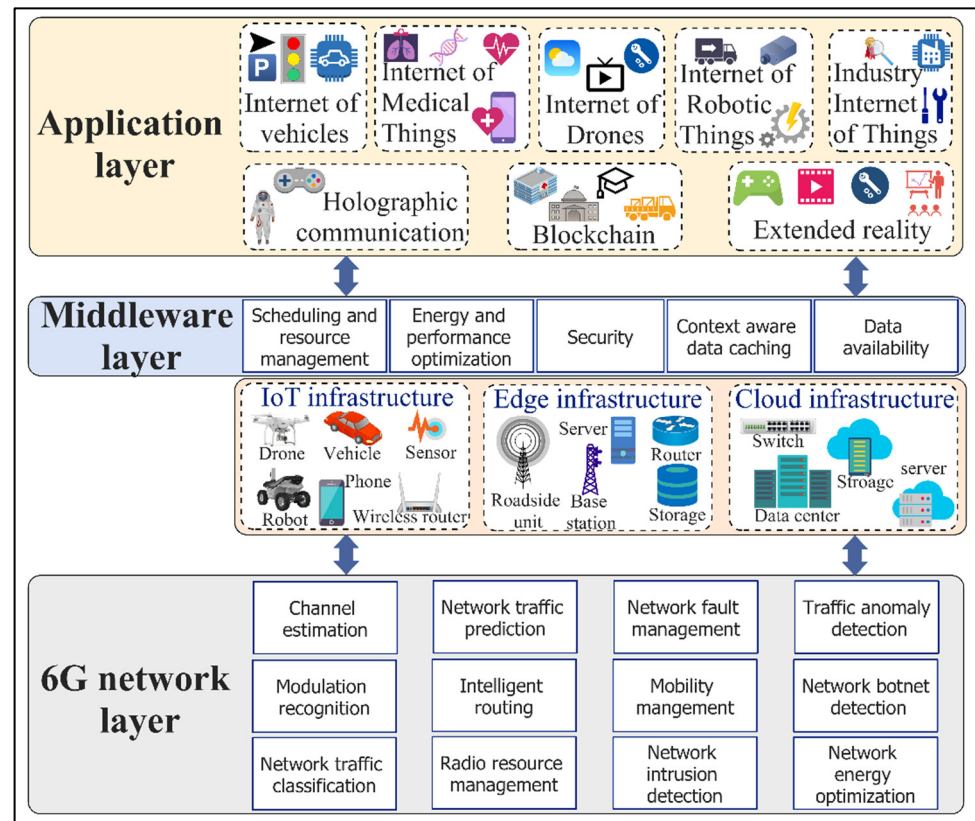 Application
layer
P
Internet of
vehicles
Internet of
Medical
Things
Internet of
Drones
Internet of
Robotic
Things
Industry
Internet
of Things
Holographic
communication
Blockchain
Extended reality
Middleware
layer
Scheduling and
resource
management
Energy and
performance
optimization
Security
Context aware
data caching
Data
availability
IoT infrastructure
Drone
Vehicle
Sensor
Robot
Phone
Wireless router
Edge infrastructure
Server
Router
Roadside
unit
Base
station
Storage
Cloud infrastructure
Switch
Stroage
server
Data center
6G network
layer
Channel
estimation
Network traffic
prediction
Network fault
management
Traffic anomaly
detection
Modulation
recognition
Intelligent
routing
Mobility
mangement
Network botnet
detection
Network traffic
classification
Radio resource
management
Network
intrusion
detection
Network
energy
optimization